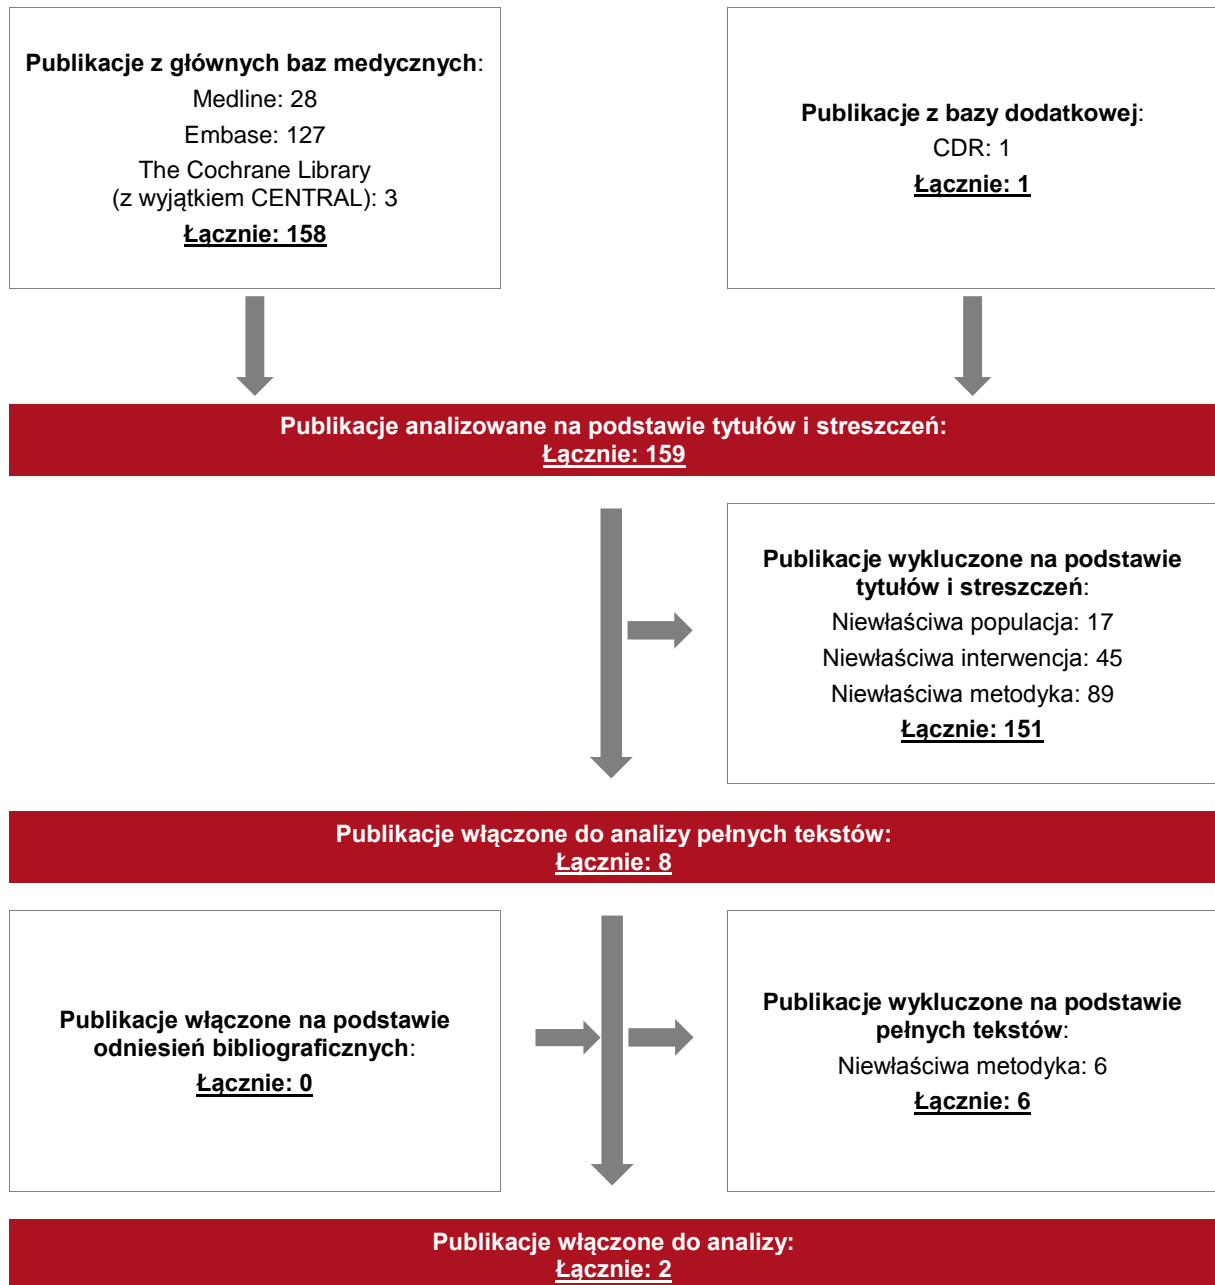 Publikacje z głównych baz medycznych:
Medline: 28
Embase: 127
The Cochrane Library
(z wyjątkiem CENTRAL): 3
Łącznie: 158
Publikacje z bazy dodatkowej:
CDR: 1
Łącznie: 1
Publikacje analizowane na podstawie tytułów i streszczeń:
Łącznie: 159
Publikacje wykluczone na podstawie
tytułów i streszczeń:
Niewłaściwa populacja: 17
Niewłaściwa interwencja: 45
Niewłaściwa metodyka: 89
Łącznie: 151
Publikacje włączone do analizy pełnych tekstów:
Łącznie: 8
Publikacje włączone na podstawie
odniesień bibliograficznych:
Łącznie: 0
Publikacje wykluczone na podstawie
pełnych tekstów:
Niewłaściwa metodyka: 6
Łącznie: 6
Publikacje włączone do analizy:
Łącznie: 2